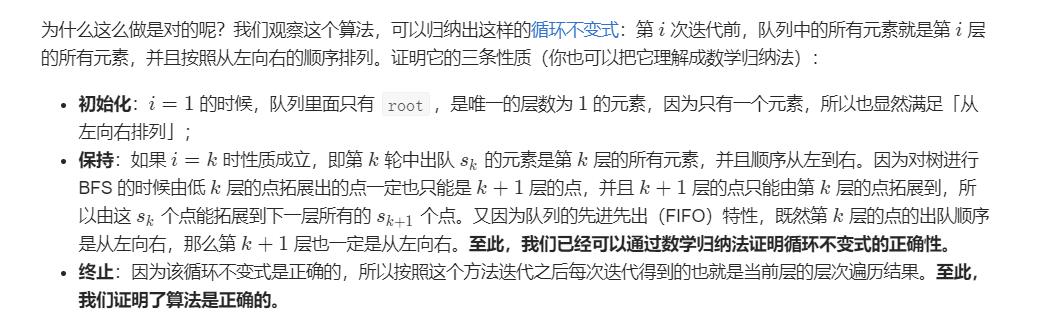 为什么这么做是对的呢？我们观察这个算法，可以归纳出这样的循环不变式：第 i 次迭代前，队列中的所有元素就是第 i 层
的所有元素，并且按照从左向右的顺序排列。证明它的三条性质（你也可以把它理解成数学归纳法）：
• 初始化：i = 1 的时候，队列里面只有 root ，是唯一的层数为 1 的元素，因为只有一个元素，所以也显然满足「从
左向右排列」；
• 保持：如果 i = k 时性质成立，即第 k 轮中出队 s_k 的元素是第 k 层的所有元素，并且顺序从左到右。因为对树进行
BFS 的时候由低 k 层的点拓展出的点一定也只能是 k + 1 层的点，并且 k + 1 层的点只能由第 k 层的点拓展到，所
以由这 s_k 个点能拓展到下一层所有的 s_{k+1} 个点。又因为队列的先进先出（FIFO）特性，既然第 k 层的点的出队顺序
是从左向右，那么第 k + 1 层也一定是从左向右。至此，我们已经可以通过数学归纳法证明循环不变式的正确性。
• 终止：因为该循环不变式是正确的，所以按照这个方法迭代之后每次迭代得到的也就是当前层的层次遍历结果。至此，
我们证明了算法是正确的。